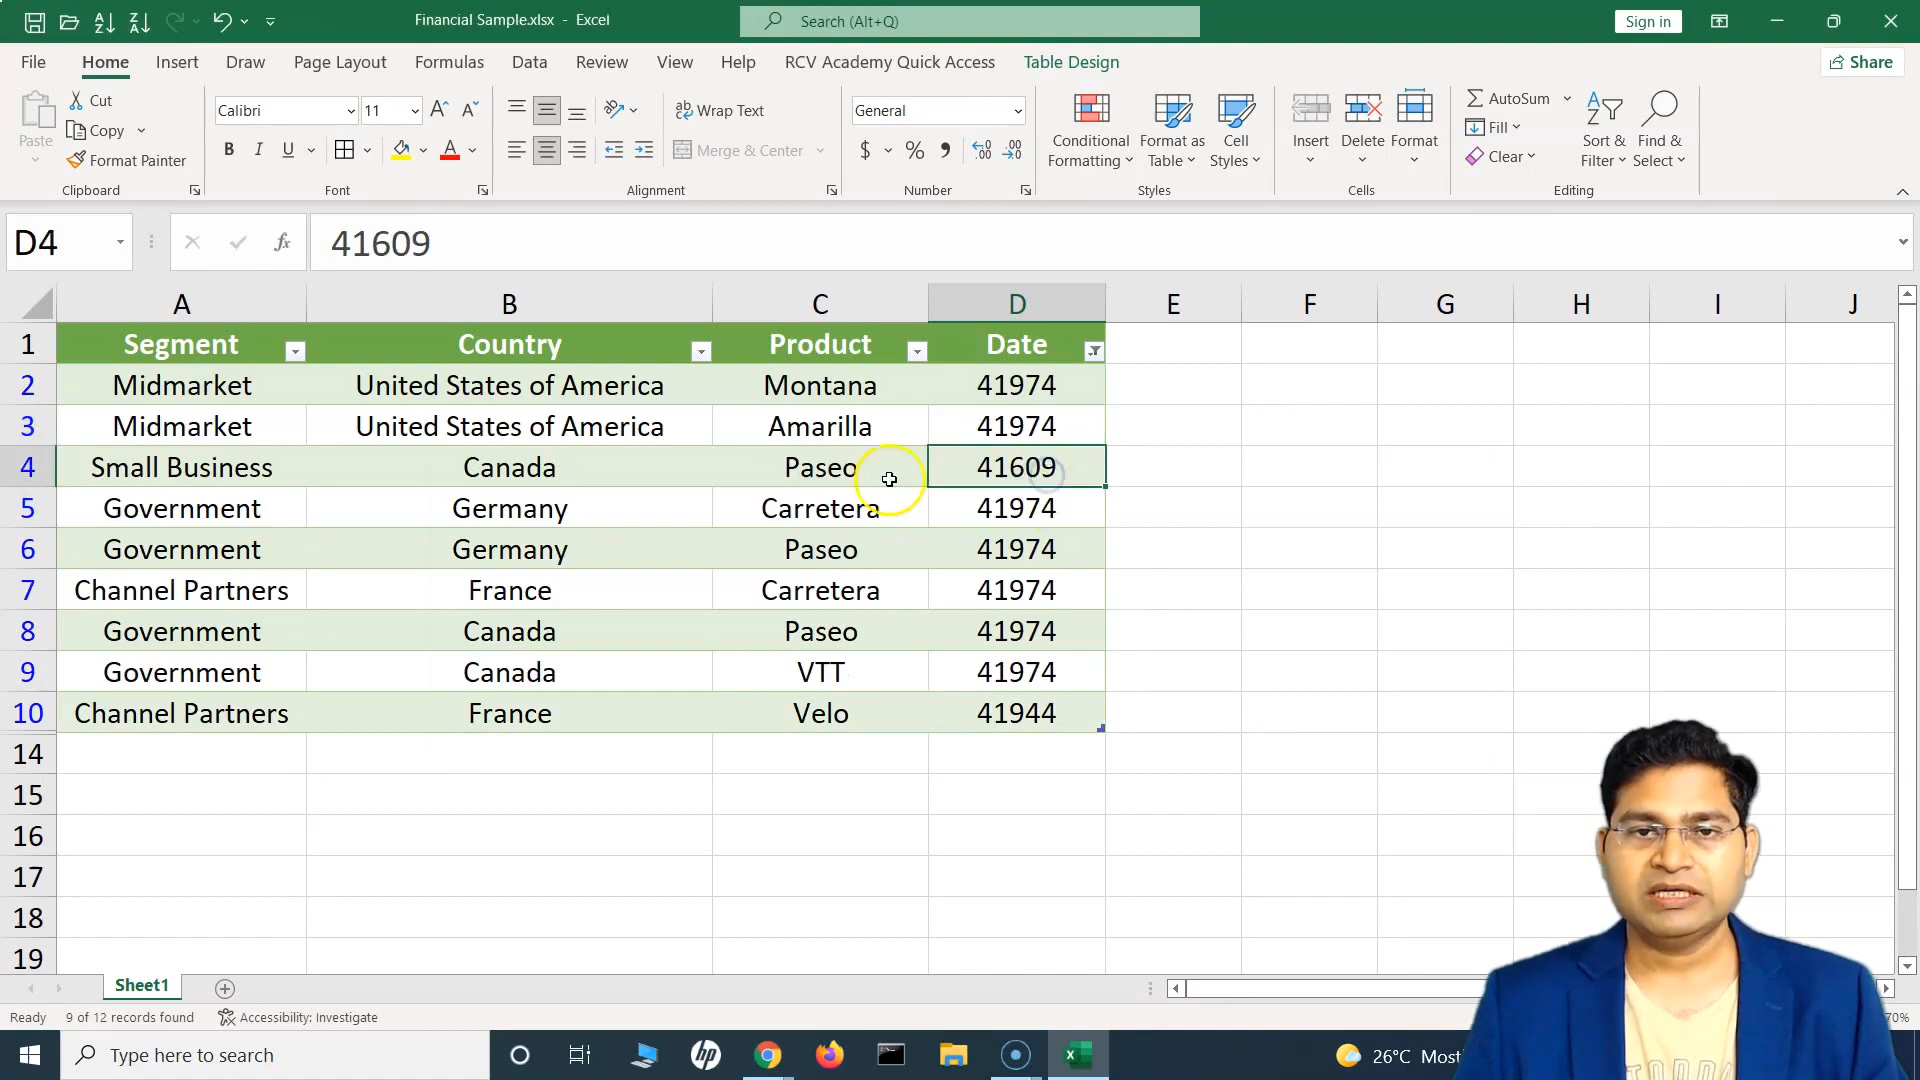 Financial Sample.xlsx - Excel
Search (Alt+Q)
Sign in
File Home Insert Draw Page Layout Formulas Data Review View Help RCV Academy Quick Access Table Design
Share
Paste
Cut
Copy
Format Painter
Clipboard
Calibri 11
B I U
Font
Wrap Text
Merge & Center
Alignment
General
$ % ,
Number
Conditional Formatting
Format as Table
Cell Styles
Styles
Insert Delete Format
Cells
AutoSum
Fill
Clear
Sort & Filter
Find & Select
Editing
D4 fx 41609
A B C D E F G H I J
1 Segment Country Product Date
2 Midmarket United States of America Montana 41974
3 Midmarket United States of America Amarilla 41974
4 Small Business Canada Paseo 41609
5 Government Germany Carretera 41974
6 Government Germany Paseo 41974
7 Channel Partners France Carretera 41974
8 Government Canada Paseo 41974
9 Government Canada VTT 41974
10 Channel Partners France Velo 41944
14
15
16
17
18
19
Sheet1
Ready 9 of 12 records found Accessibility: Investigate
70%
Type here to search
hp
26°C